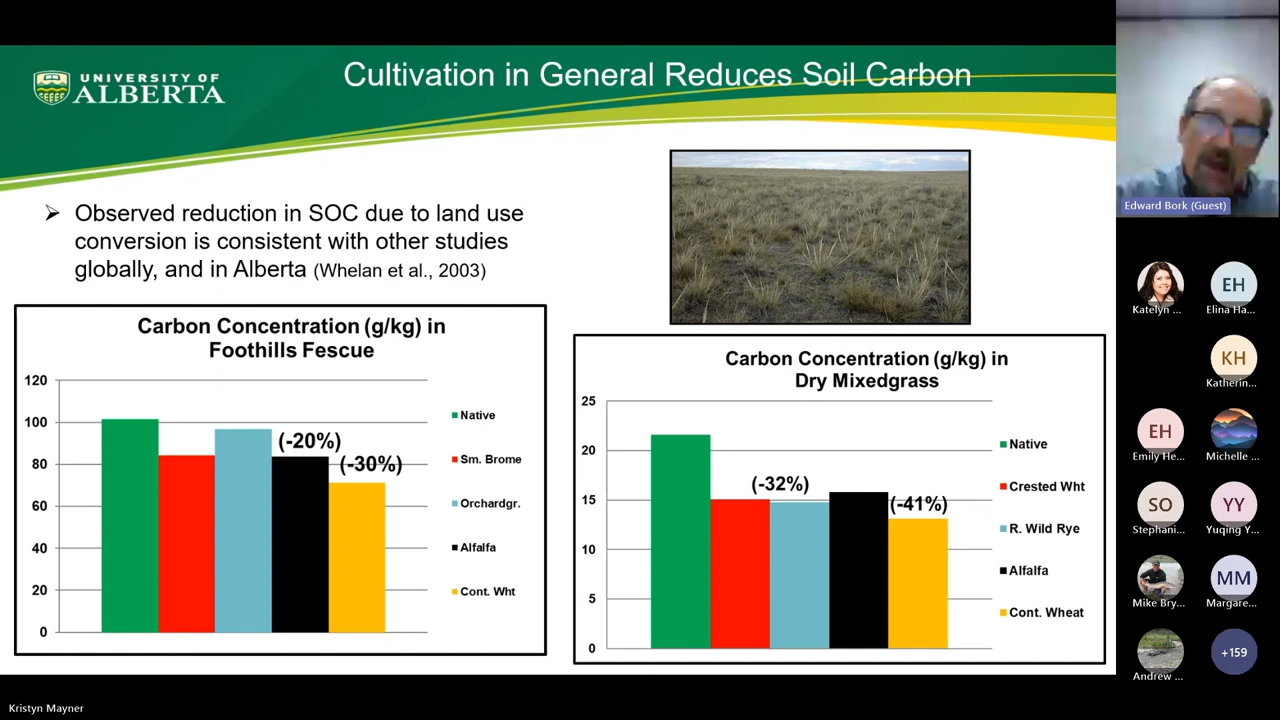 UNIVERSITY OF
ALBERTA
Cultivation in General Reduces Soil Carbon
➢ Observed reduction in SOC due to land use
conversion is consistent with other studies
globally, and in Alberta (Whelan et al., 2003)
Carbon Concentration (g/kg) in
Foothills Fescue
120
100
80
60
40
20
0
(-20%)
(-30%)
Native
Sm. Brome
Orchardgr.
Alfalfa
Cont. Wht
Carbon Concentration (g/kg) in
Dry Mixedgrass
25
20
15
10
5
0
(-32%)
(-41%)
Native
Crested Wht
R. Wild Rye
Alfalfa
Cont. Wheat
Edward Bork (Guest)
Katelyn ...
EH
Elina Ha...
KH
Katherin...
EH
Emily He...
Michelle ...
SO
Stephani...
YY
Yuqing Y...
Mike Bry...
MM
Margare...
Andrew ...
+159
Kristyn Mayner